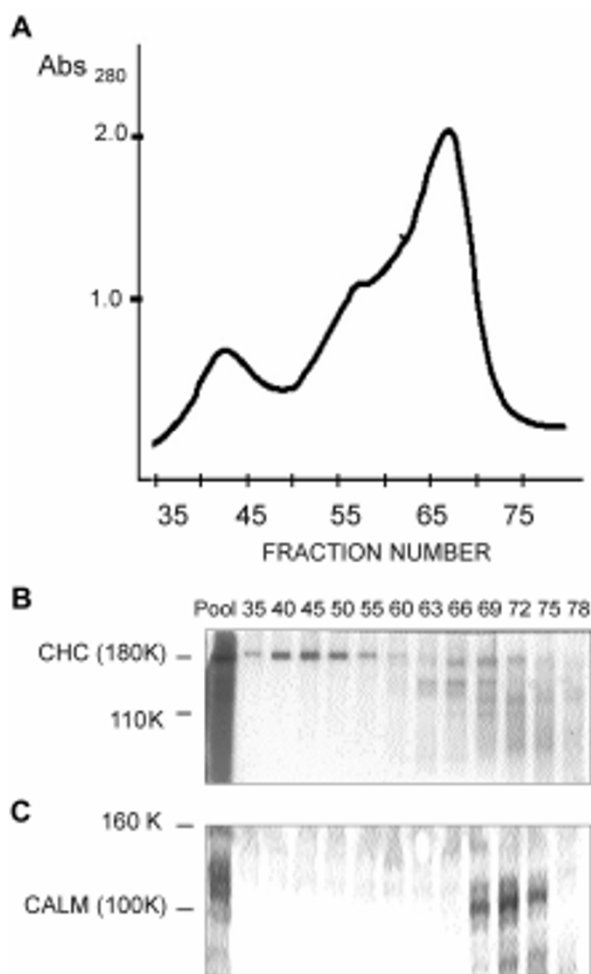 A
Abs 280
2.0
1.0
35 45 55 65 75
FRACTION NUMBER
B
Pool 35 40 45 50 55 60 63 66 69 72 75 78
CHC (180K)
110K
C
160 K
CALM (100K)